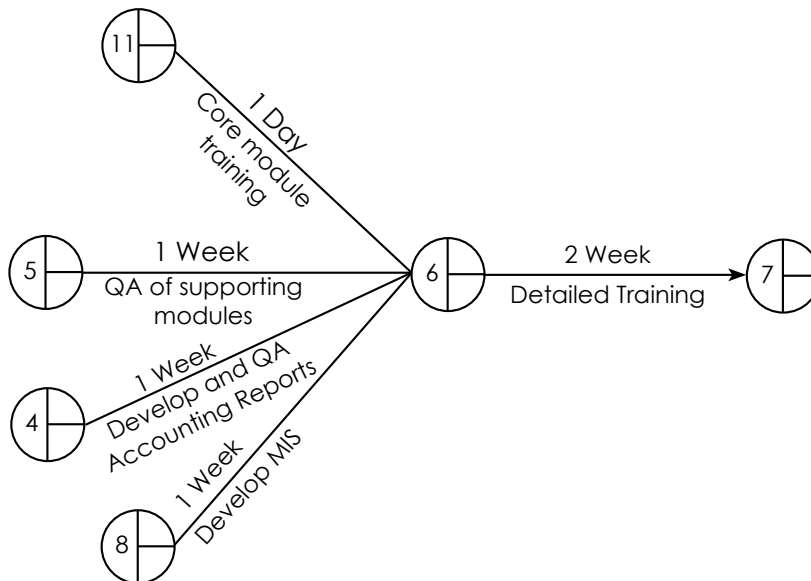 11
1 Day
Core module
training
5
1 Week
QA of supporting
modules
6
2 Week
Detailed Training
7
4
1 Week
Develop and QA
Accounting Reports
8
1 Week
Develop MIS